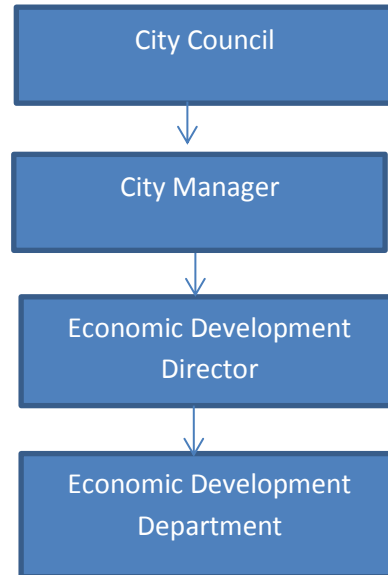 City Council
City Manager
Economic Development
Director
Economic Development
Department